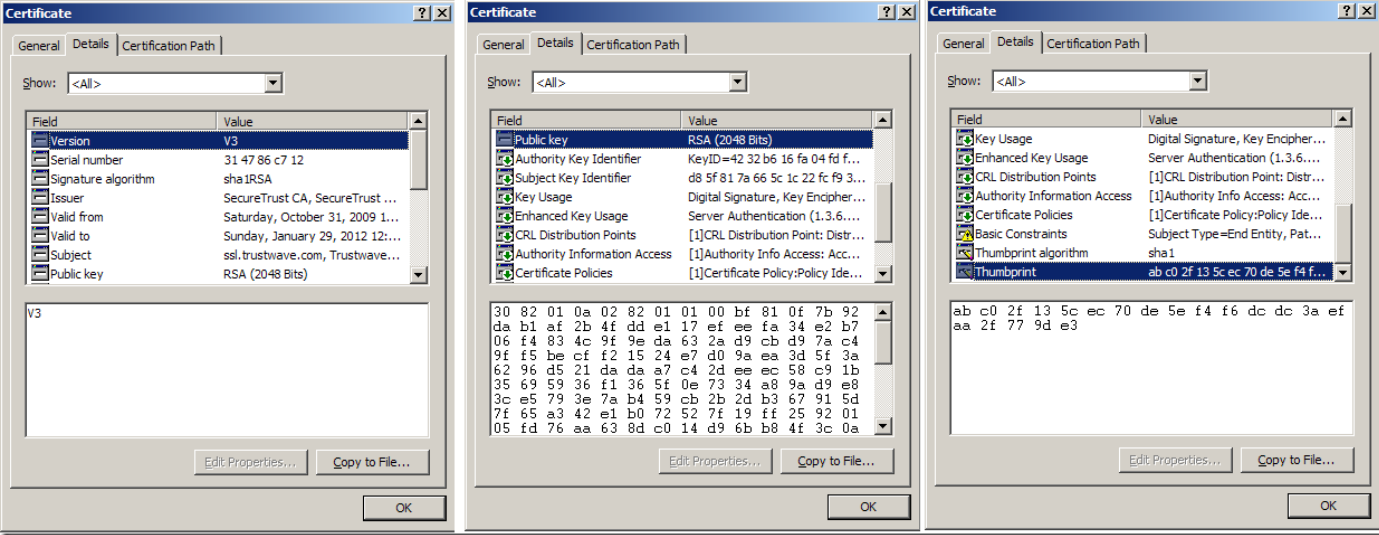 Certificate
General Details Certification Path
Show: <All>
Field Value
Version V3
Serial number 31 47 86 c7 12
Signature algorithm sha1RSA
Issuer SecureTrust CA, SecureTrust ...
Valid from Saturday, October 31, 2009 1...
Valid to Sunday, January 29, 2012 12:...
Subject ssl.trustwave.com, Trustwave...
Public key RSA (2048 Bits)
V3
Edit Properties... Copy to File...
OK
Certificate
General Details Certification Path
Show: <All>
Field Value
Public key RSA (2048 Bits)
Authority Key Identifier KeyID=42 32 b6 16 fa 04 fd f...
Subject Key Identifier d8 5f 81 7a 66 5c 1c 22 fc f9 3...
Key Usage Digital Signature, Key Encipher...
Enhanced Key Usage Server Authentication (1.3.6....
CRL Distribution Points [1]CRL Distribution Point: Distr...
Authority Information Access [1]Authority Info Access: Acc...
Certificate Policies [1]Certificate Policy:Policy Ide...
30 82 01 0a 02 82 01 01 00 bf 81 0f 7b 92
da b1 af 2b 4f dd e1 17 ef ee fa 34 e2 b7
06 f4 83 4c 9f 9e da 63 2a d9 cb d9 7a c4
9f f5 be cf f2 15 24 e7 d0 9a ea 3d 5f 3a
62 96 d5 21 da da a7 c4 2d ee ec 58 c9 1b
35 69 59 36 f1 36 5f 0e 73 34 a8 9a d9 e8
3c e5 79 3e 7a b4 59 cb 2b 2d b3 67 91 5d
7f 65 a3 42 e1 b0 72 52 7f 19 ff 25 92 01
05 fd 76 aa 63 8d c0 14 d9 6b b8 4f 3c 0a
Edit Properties... Copy to File...
OK
Certificate
General Details Certification Path
Show: <All>
Field Value
Key Usage Digital Signature, Key Encipher...
Enhanced Key Usage Server Authentication (1.3.6....
CRL Distribution Points [1]CRL Distribution Point: Distr...
Authority Information Access [1]Authority Info Access: Acc...
Certificate Policies [1]Certificate Policy:Policy Ide...
Basic Constraints Subject Type=End Entity, Pat...
Thumbprint algorithm sha1
Thumbprint ab c0 2f 13 5c ec 70 de 5e f4 f...
ab c0 2f 13 5c ec 70 de 5e f4 f6 dc dc 3a ef
aa 2f 77 9d e3
Edit Properties... Copy to File...
OK